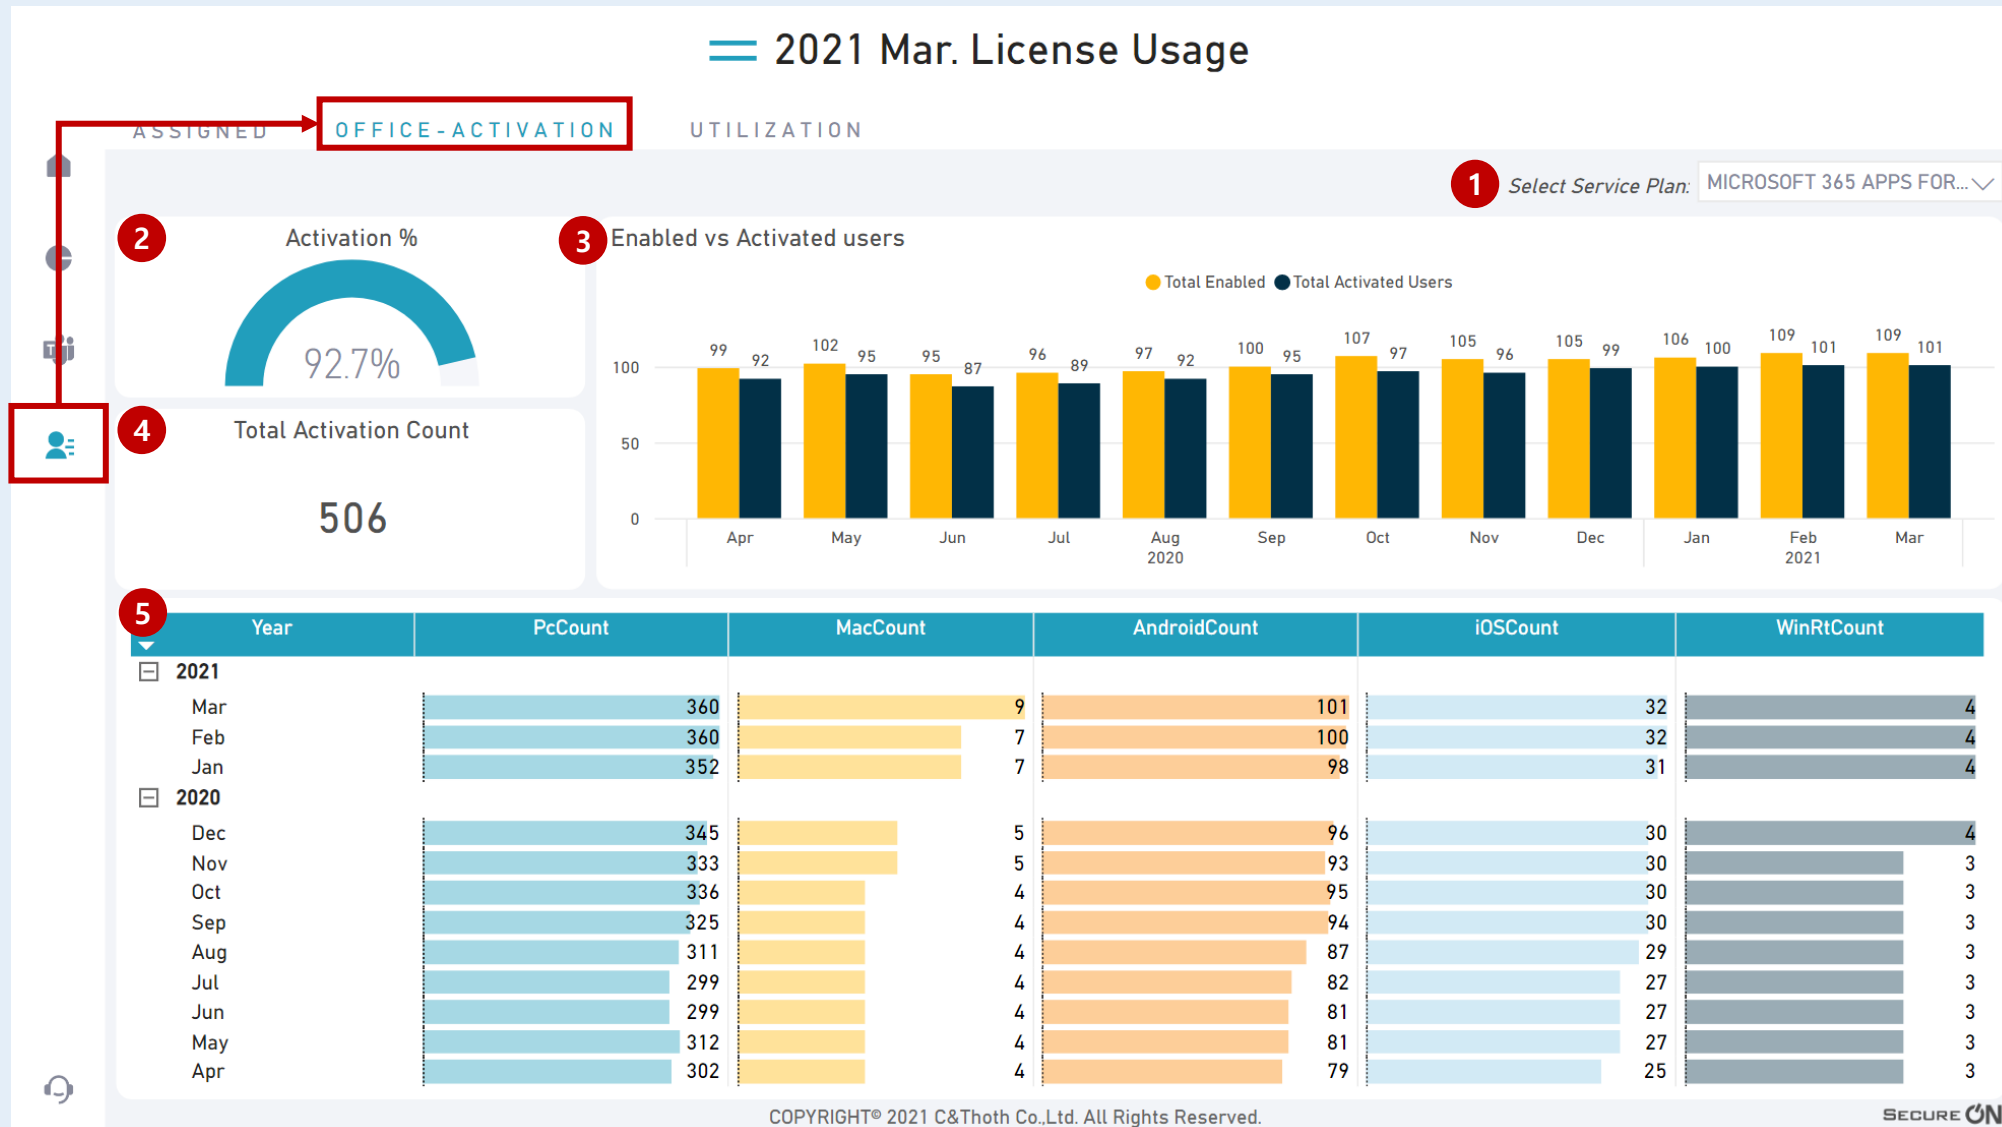 2021 Mar. License Usage
ASSIGNED
OFFICE-ACTIVATION
UTILIZATION
1
Select Service Plan:
MICROSOFT 365 APPS FOR...
2
Activation %
92.7%
3
Enabled vs Activated users
Total Enabled
Total Activated Users
100
50
0
99 92 102 95 95 87 96 89 97 92 100 95 107 97 105 96 105 99 106 100 109 101 109 101
Apr May Jun Jul Aug Sep Oct Nov Dec Jan Feb Mar
2020 2021
4
Total Activation Count
506
5
Year PcCount MacCount AndroidCount iOSCount WinRtCount
2021
Mar 360 9 101 32 4
Feb 360 7 100 32 4
Jan 352 7 98 31 4
2020
Dec 345 5 96 30 4
Nov 333 5 93 30 3
Oct 336 4 95 30 3
Sep 325 4 94 30 3
Aug 311 4 87 29 3
Jul 299 4 82 27 3
Jun 299 4 81 27 3
May 312 4 81 27 3
Apr 302 4 79 25 3
COPYRIGHT© 2021 C&Thoth Co.,Ltd. All Rights Reserved.
SECURE ON